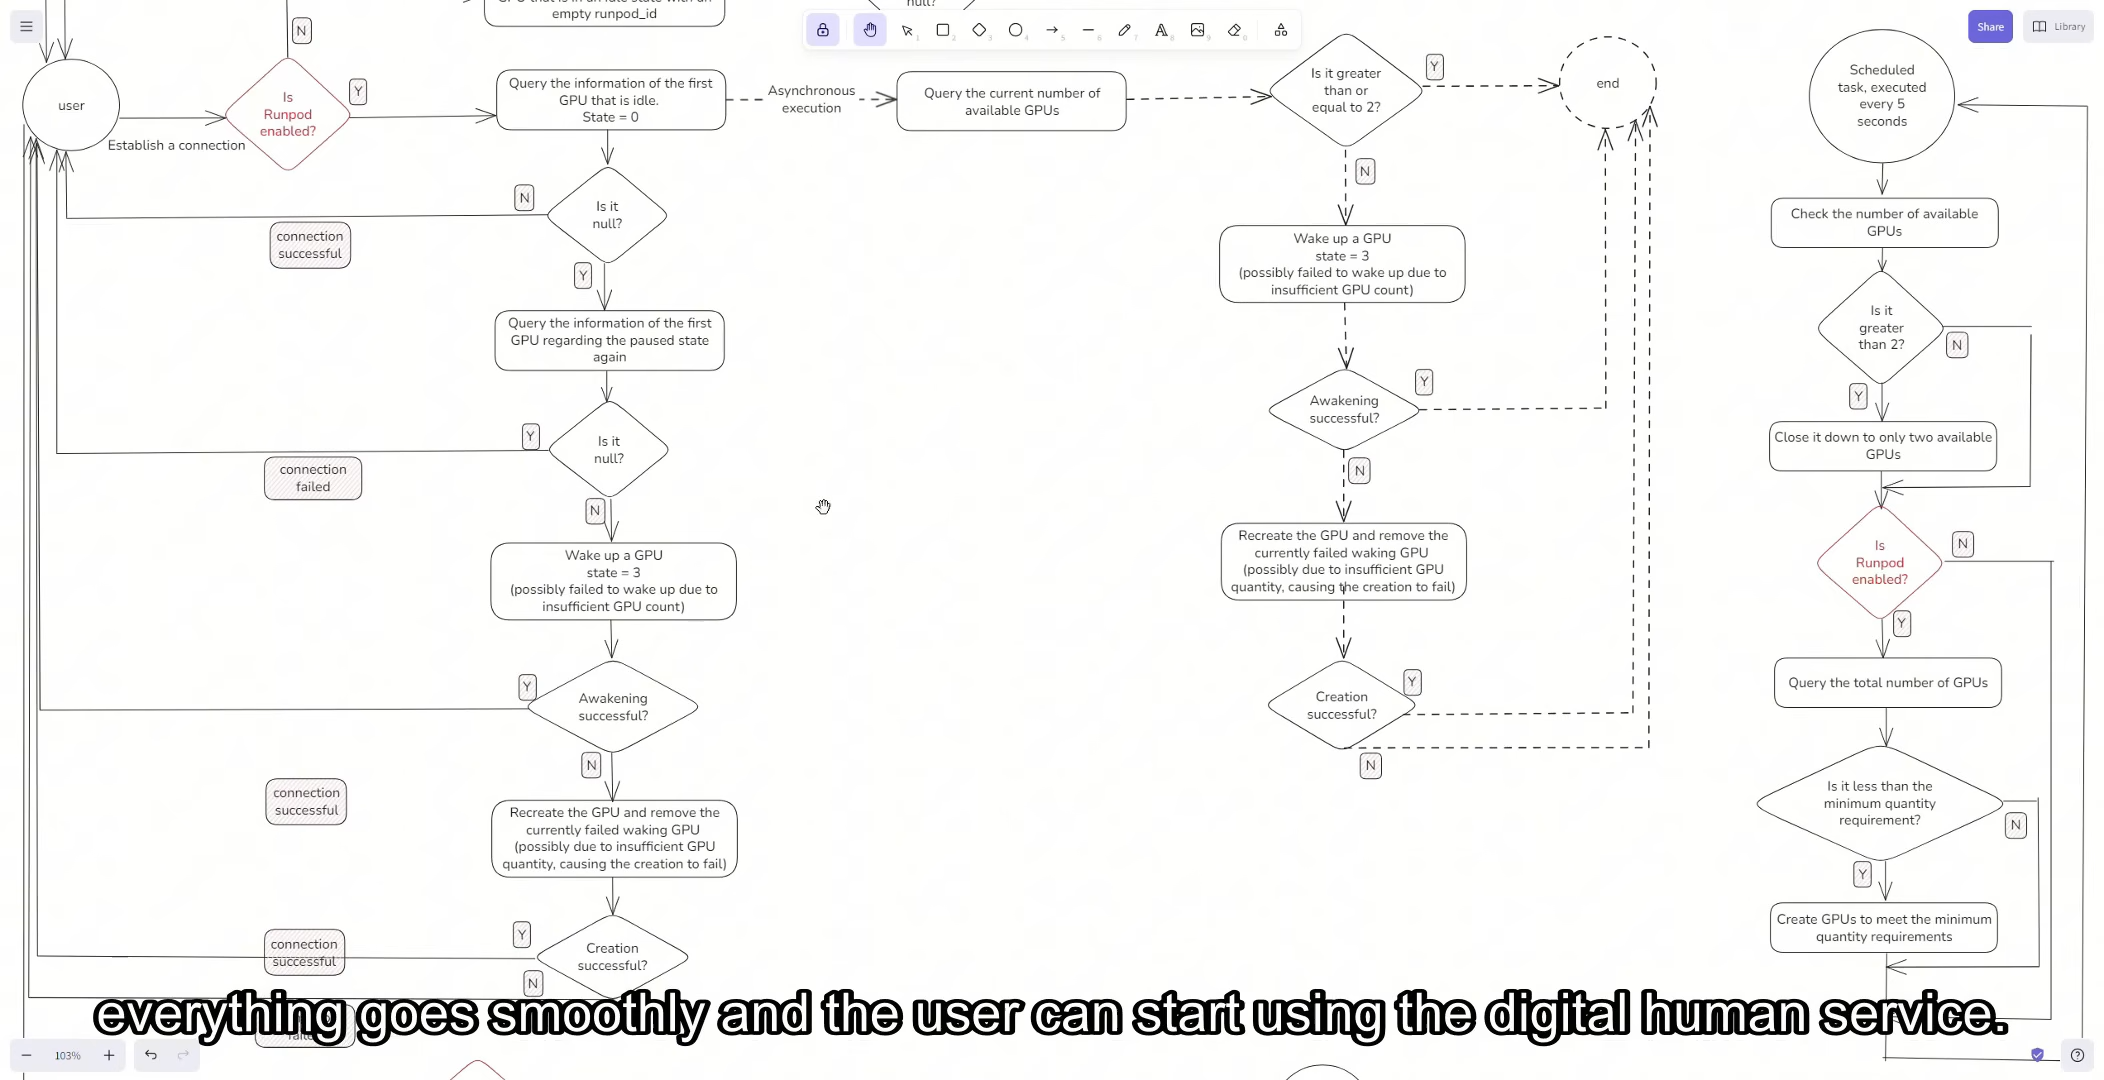 null?
GPU that is in an idle state with an
empty runpod_id
N
Share
Library
user
Establish a connection
Is
Runpod
enabled?
Y
Query the information of the first
GPU that is idle.
State = 0
Asynchronous
execution
Query the current number of
available GPUs
Is it greater
than or
equal to 2?
Y
end
Scheduled
task, executed
every 5
seconds
N
Is it
null?
N
connection
successful
Y
Wake up a GPU
state = 3
(possibly failed to wake up due to
insufficient GPU count)
Check the number of available
GPUs
Query the information of the first
GPU regarding the paused state
again
Is it
greater
than 2?
N
Y
Awakening
successful?
Y
Y
Is it
null?
connection
failed
N
N
Close it down to only two available
GPUs
Wake up a GPU
state = 3
(possibly failed to wake up due to
insufficient GPU count)
Recreate the GPU and remove the
currently failed waking GPU
(possibly due to insufficient GPU
quantity, causing the creation to fail)
Is
Runpod
enabled?
N
Y
Y
Awakening
successful?
N
Creation
successful?
Y
N
Query the total number of GPUs
connection
successful
Recreate the GPU and remove the
currently failed waking GPU
(possibly due to insufficient GPU
quantity, causing the creation to fail)
Is it less than the
minimum quantity
requirement?
N
Y
connection
successful
Y
Creation
successful?
N
Create GPUs to meet the minimum
quantity requirements
everything goes smoothly and the user can start using the digital human service.
103%